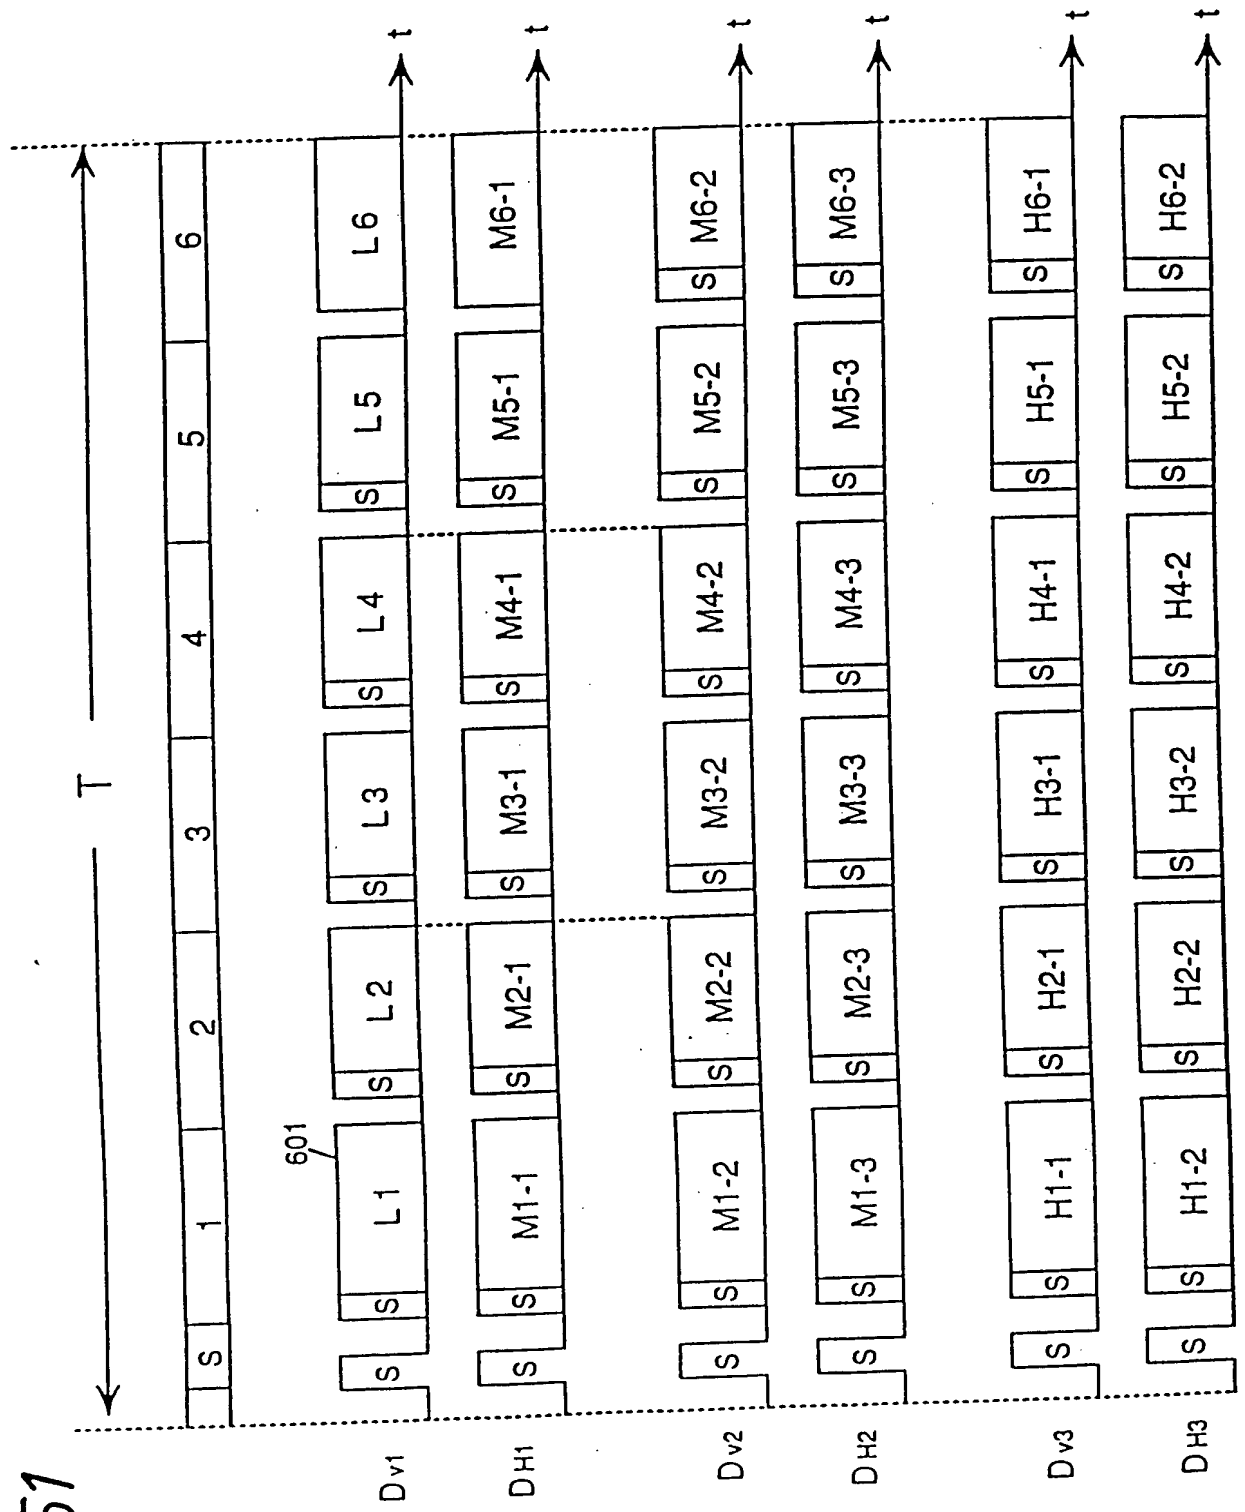 51
T
S 1 2 3 4 5 6
601
Dv1 S S L1 S L2 S L3 S L4 S L5 L6 t
DH1 S S M1-1 S M2-1 S M3-1 S M4-1 S M5-1 M6-1 t
Dv2 S S M1-2 S M2-2 S M3-2 S M4-2 S M5-2 S M6-2 t
DH2 S S M1-3 S M2-3 S M3-3 S M4-3 S M5-3 S M6-3 t
Dv3 S S H1-1 S H2-1 S H3-1 S H4-1 S H5-1 S H6-1 t
DH3 S S H1-2 S H2-2 S H3-2 S H4-2 S H5-2 S H6-2 t